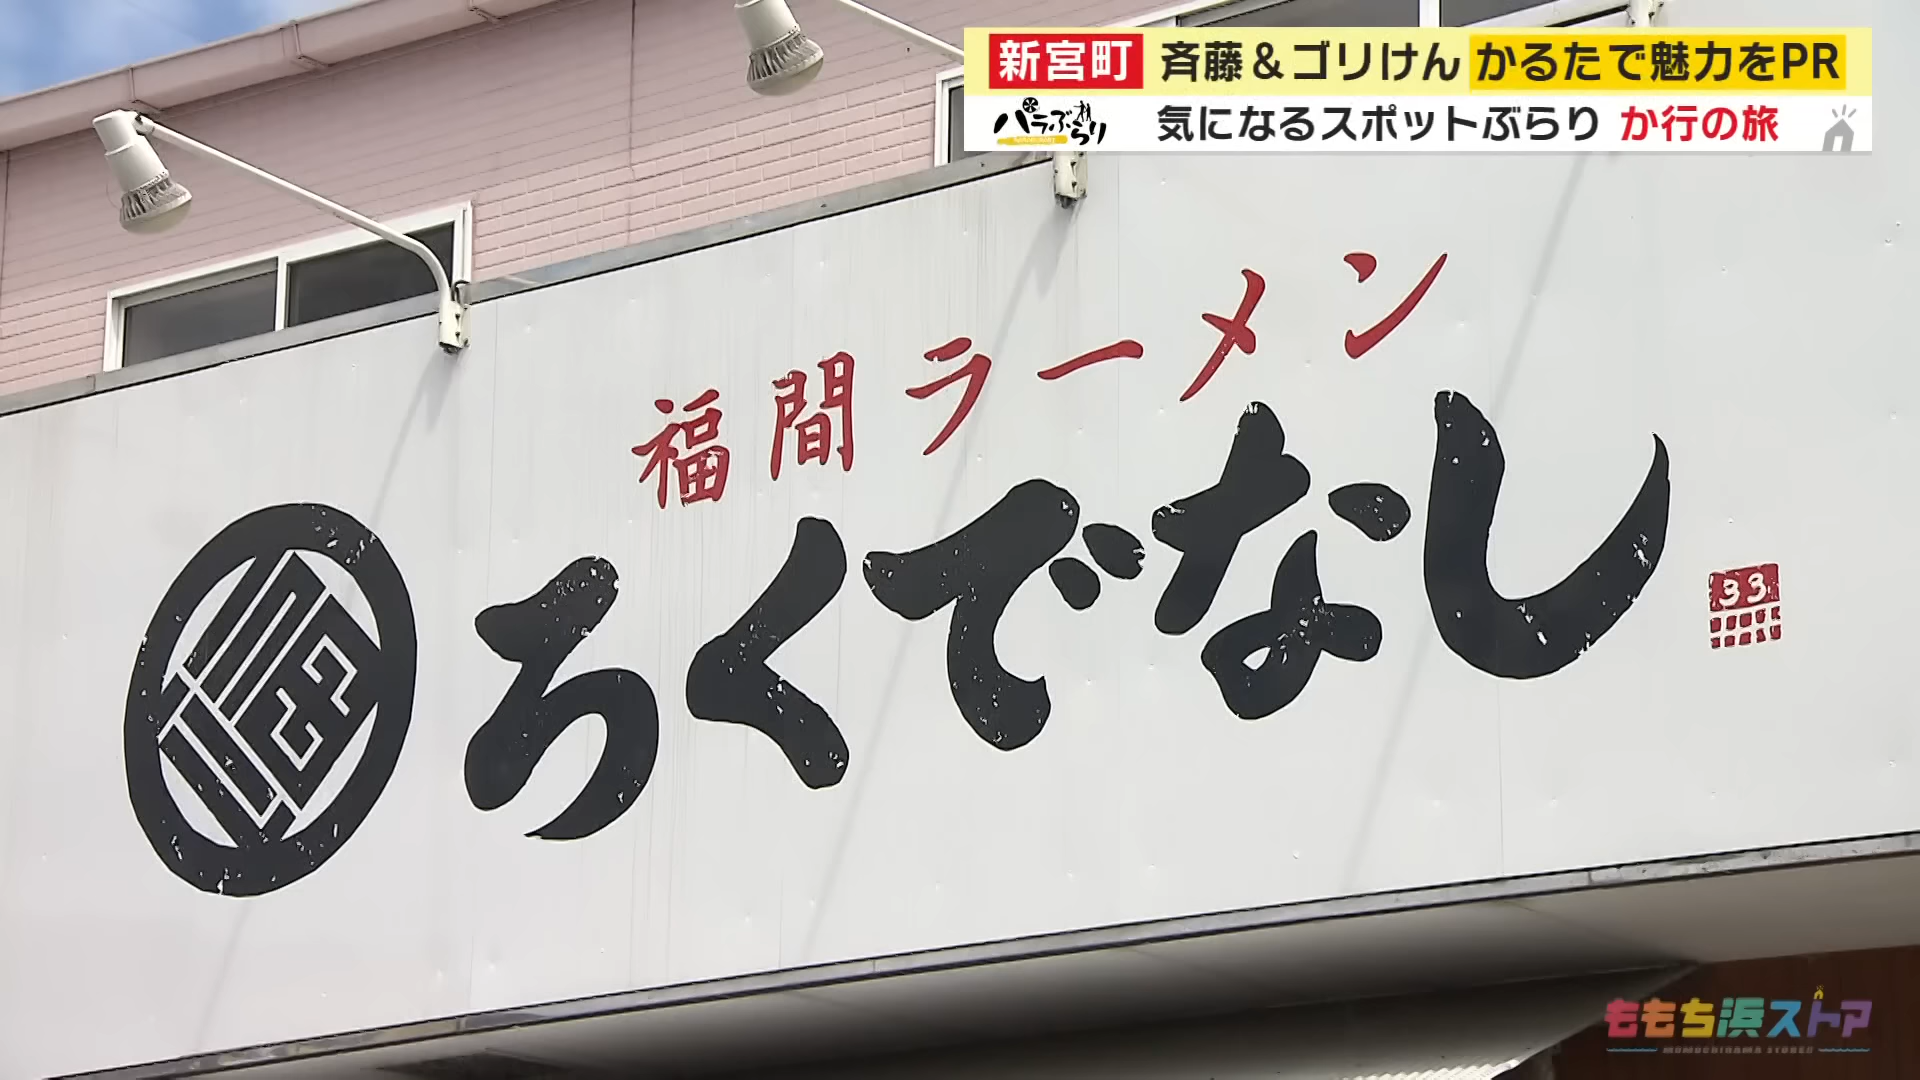 新宮町 斉藤&ゴリけん かるたで魅力をPR
パラぶらり 気になるスポットぶらり か行の旅
福間ラーメン
ろくでなし
33
ももち浜ストア
MOMOCHIHAMA STORES